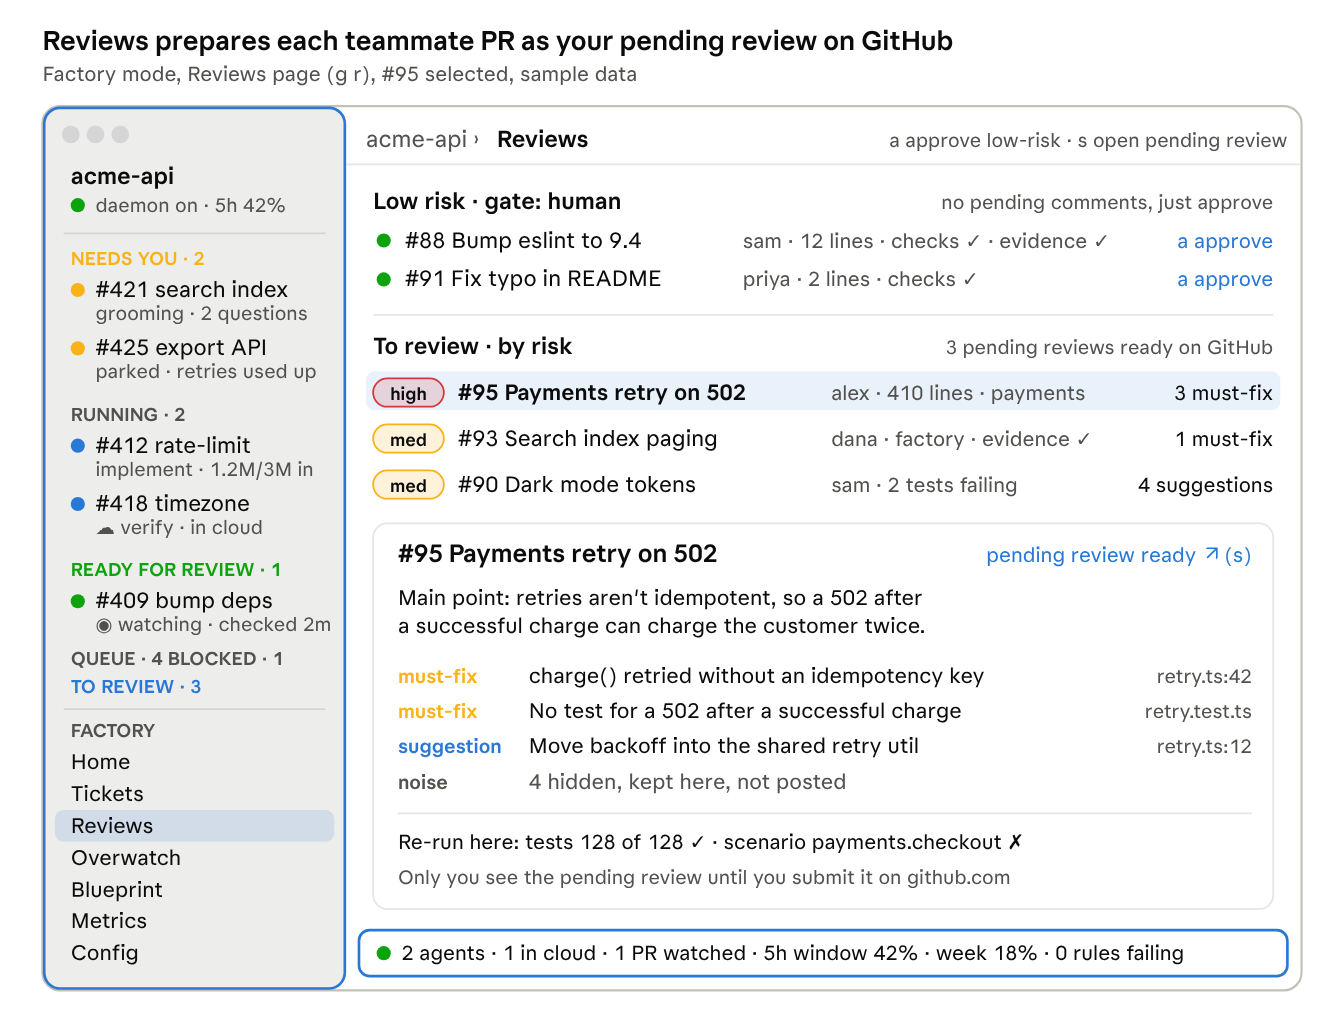 Reviews prepares each teammate PR as your pending review on GitHub
Factory mode, Reviews page (g r), #95 selected, sample data
acme-api
daemon on · 5h 42%
NEEDS YOU · 2
#421 search index
grooming · 2 questions
#425 export API
parked · retries used up
RUNNING · 2
#412 rate-limit
implement · 1.2M/3M in
#418 timezone
☁ verify · in cloud
READY FOR REVIEW · 1
#409 bump deps
◉ watching · checked 2m
QUEUE · 4 BLOCKED · 1
TO REVIEW · 3
FACTORY
Home
Tickets
Reviews
Overwatch
Blueprint
Metrics
Config
acme-api › Reviews a approve low-risk · s open pending review
Low risk · gate: human no pending comments, just approve
#88 Bump eslint to 9.4 sam · 12 lines · checks ✓ · evidence ✓ a approve
#91 Fix typo in README priya · 2 lines · checks ✓ a approve
To review · by risk 3 pending reviews ready on GitHub
high #95 Payments retry on 502 alex · 410 lines · payments 3 must-fix
med #93 Search index paging dana · factory · evidence ✓ 1 must-fix
med #90 Dark mode tokens sam · 2 tests failing 4 suggestions
#95 Payments retry on 502 pending review ready ↗ (s)
Main point: retries aren't idempotent, so a 502 after
a successful charge can charge the customer twice.
must-fix charge() retried without an idempotency key retry.ts:42
must-fix No test for a 502 after a successful charge retry.test.ts
suggestion Move backoff into the shared retry util retry.ts:12
noise 4 hidden, kept here, not posted
Re-run here: tests 128 of 128 ✓ · scenario payments.checkout ✗
Only you see the pending review until you submit it on github.com
2 agents · 1 in cloud · 1 PR watched · 5h window 42% · week 18% · 0 rules failing